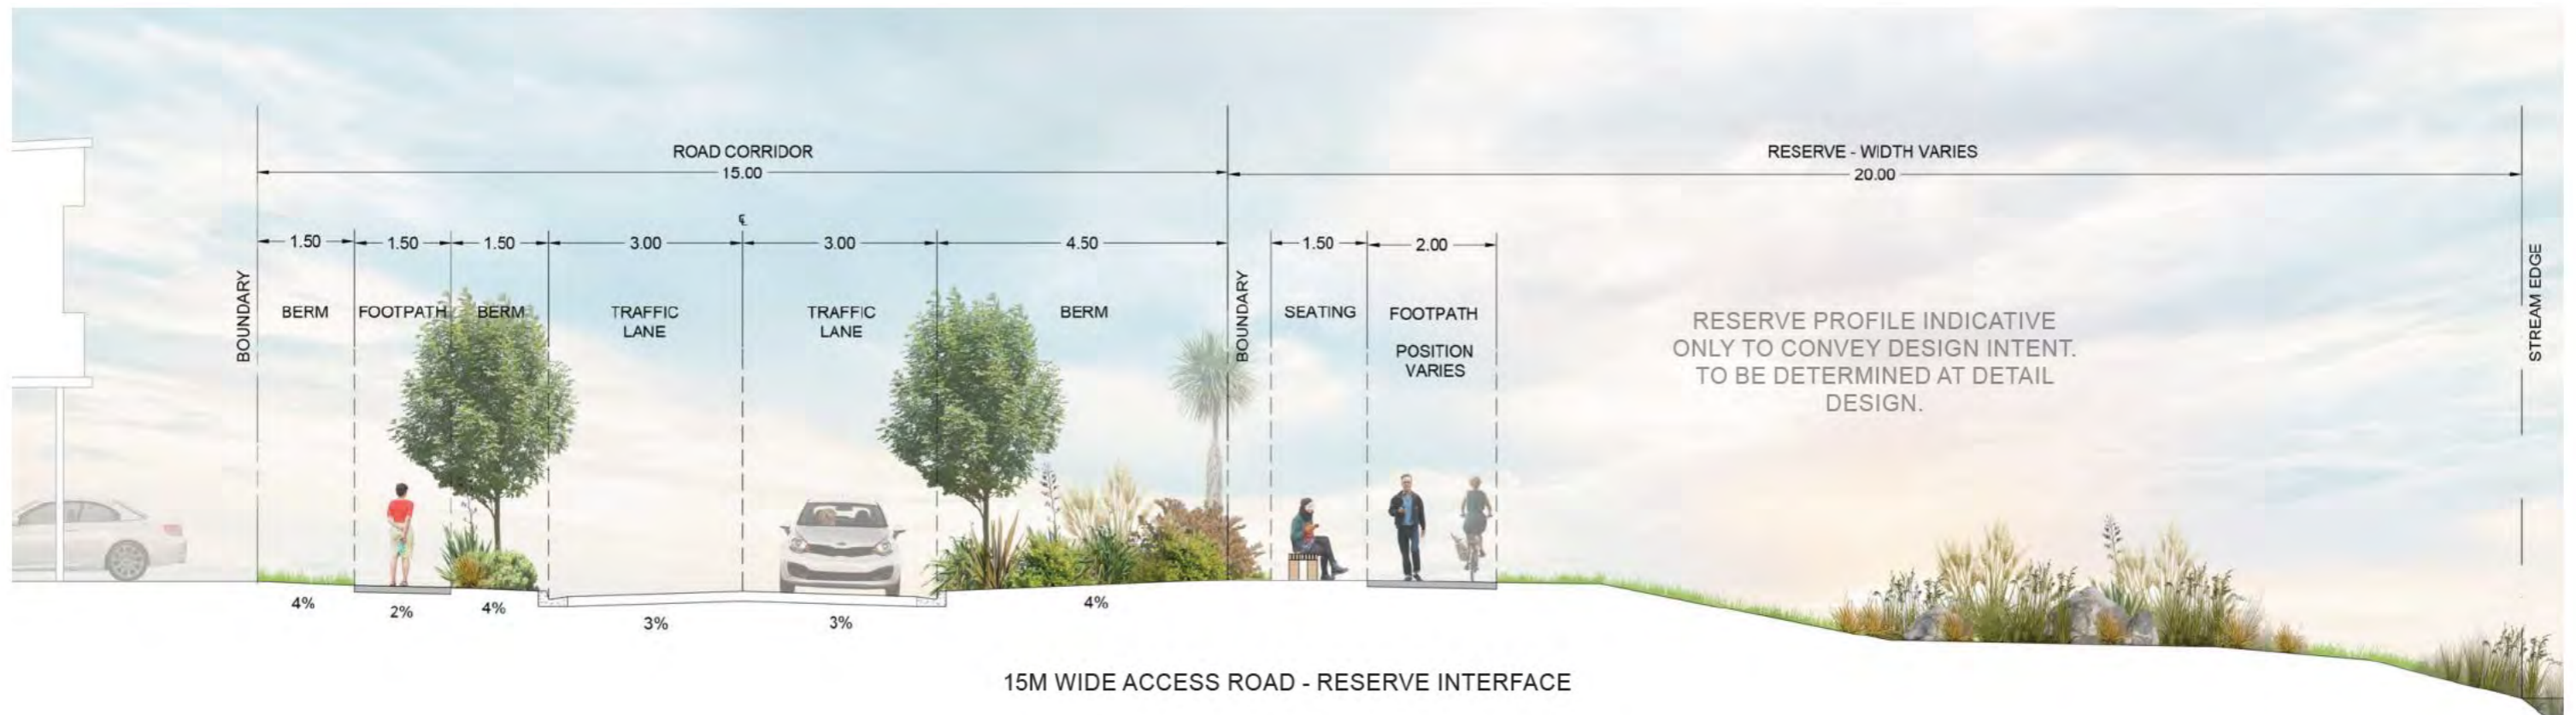 ROAD CORRIDOR
15.00
RESERVE - WIDTH VARIES
20.00
℄
1.50
1.50
1.50
3.00
3.00
4.50
1.50
2.00
BOUNDARY
BERM
FOOTPATH
BERM
TRAFFIC
LANE
TRAFFIC
LANE
BERM
BOUNDARY
SEATING
FOOTPATH
POSITION
VARIES
RESERVE PROFILE INDICATIVE
ONLY TO CONVEY DESIGN INTENT.
TO BE DETERMINED AT DETAIL
DESIGN.
STREAM EDGE
4%
2%
4%
3%
3%
4%
15M WIDE ACCESS ROAD - RESERVE INTERFACE